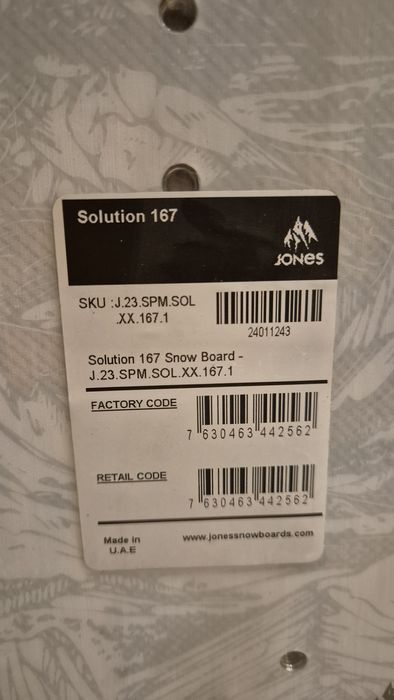 Solution 167
JONES
SKU :J.23.SPM.SOL
.XX.167.1
24011243
Solution 167 Snow Board -
J.23.SPM.SOL.XX.167.1
FACTORY CODE
7 630463 442562
RETAIL CODE
7 630463 442562
Made in
U.A.E
www.jonessnowboards.com